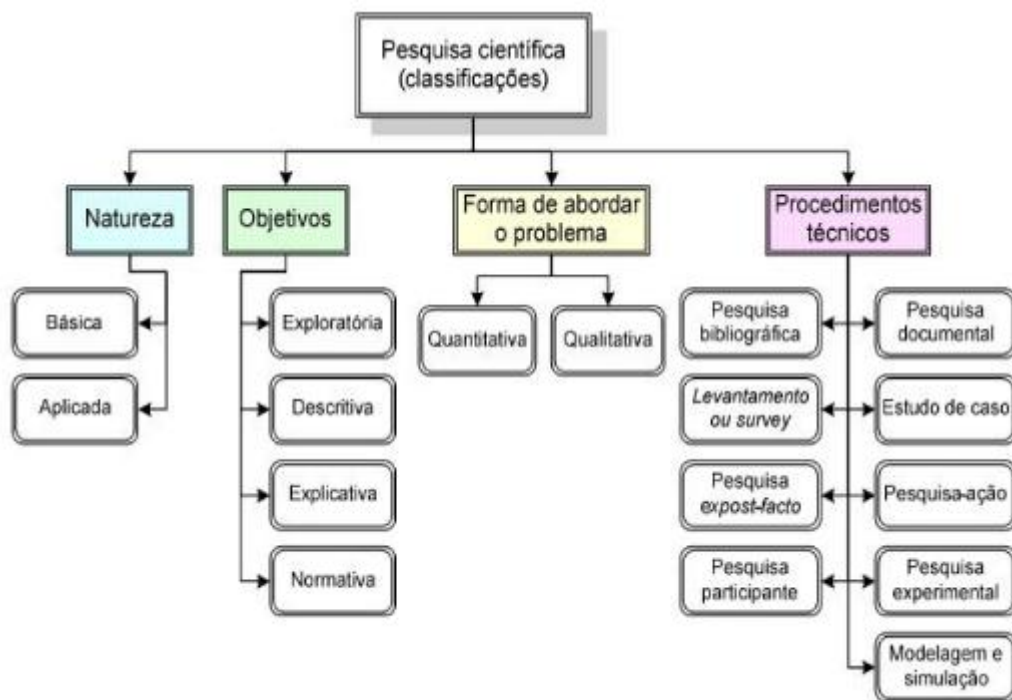 Pesquisa científica
(classificações)
Natureza
Objetivos
Forma de abordar
o problema
Procedimentos
técnicos
Básica
Aplicada
Exploratória
Descritiva
Explicativa
Normativa
Quantitativa
Qualitativa
Pesquisa
bibliográfica
Pesquisa
documental
Levantamento
ou survey
Estudo de caso
Pesquisa
expost-facto
Pesquisa-ação
Pesquisa
participante
Pesquisa
experimental
Modelagem e
simulação